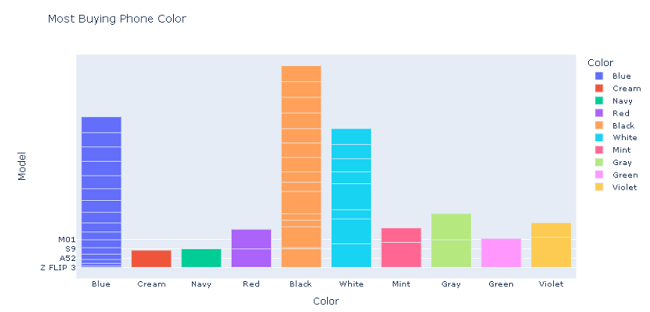 Most Buying Phone Color
Color
Blue
Cream
Navy
Red
Black
White
Mint
Gray
Green
Violet
Model
M01
S9
A52
Z FLIP 3
Blue Cream Navy Red Black White Mint Gray Green Violet
Color